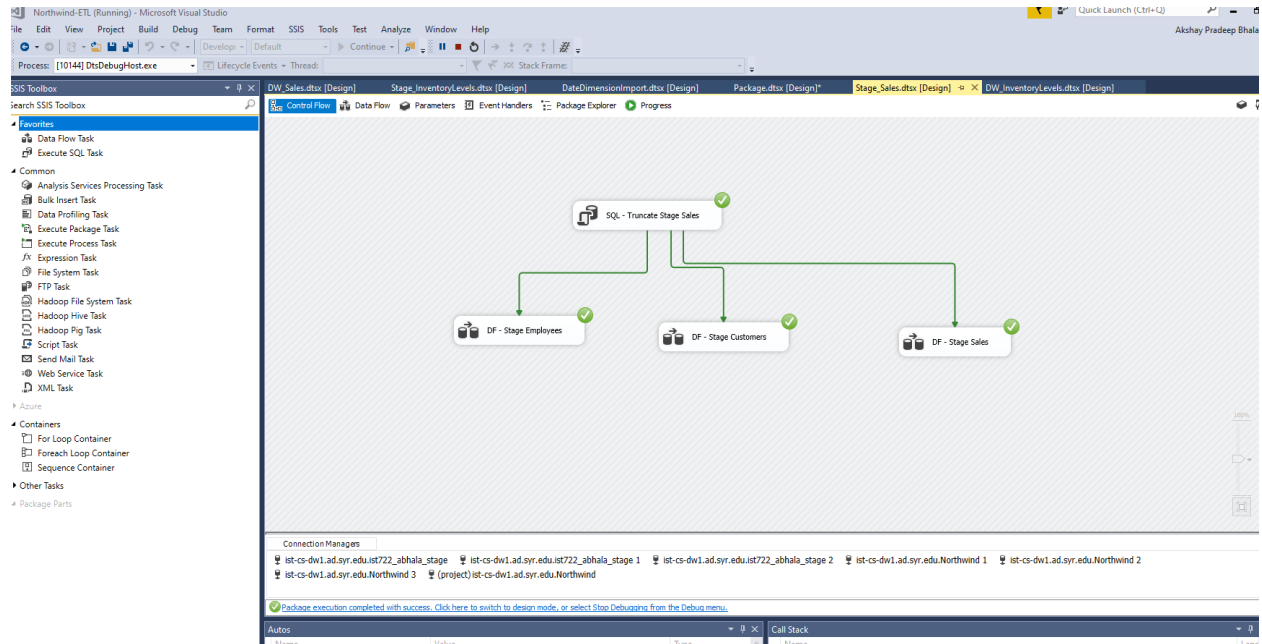 Northwind-ETL (Running) - Microsoft Visual Studio
Quick Launch (Ctrl+Q)
File Edit View Project Build Debug Team Format SSIS Tools Test Analyze Window Help
Akshay Pradeep Bhala
Develop Default Continue
Process: [10144] DtsDebugHost.exe Lifecycle Events Thread: Stack Frame:
SSIS Toolbox
DW_Sales.dtsx [Design] Stage_InventoryLevels.dtsx [Design] DateDimensionImport.dtsx [Design] Package.dtsx [Design]* Stage_Sales.dtsx [Design] DW_InventoryLevels.dtsx [Design]
Search SSIS Toolbox
Control Flow Data Flow Parameters Event Handlers Package Explorer Progress
Favorites
Data Flow Task
Execute SQL Task
Common
Analysis Services Processing Task
Bulk Insert Task
Data Profiling Task
Execute Package Task
Execute Process Task
Expression Task
File System Task
FTP Task
Hadoop File System Task
Hadoop Hive Task
Hadoop Pig Task
Script Task
Send Mail Task
Web Service Task
XML Task
Azure
Containers
For Loop Container
Foreach Loop Container
Sequence Container
Other Tasks
Package Parts
SQL - Truncate Stage Sales
DF - Stage Employees
DF - Stage Customers
DF - Stage Sales
100%
Connection Managers
ist-cs-dw1.ad.syr.edu.ist722_abhala_stage ist-cs-dw1.ad.syr.edu.ist722_abhala_stage 1 ist-cs-dw1.ad.syr.edu.ist722_abhala_stage 2 ist-cs-dw1.ad.syr.edu.Northwind 1 ist-cs-dw1.ad.syr.edu.Northwind 2
ist-cs-dw1.ad.syr.edu.Northwind 3 (project) ist-cs-dw1.ad.syr.edu.Northwind
Package execution completed with success. Click here to switch to design mode, or select Stop Debugging from the Debug menu.
Autos
Call Stack
Name Value Type
Name